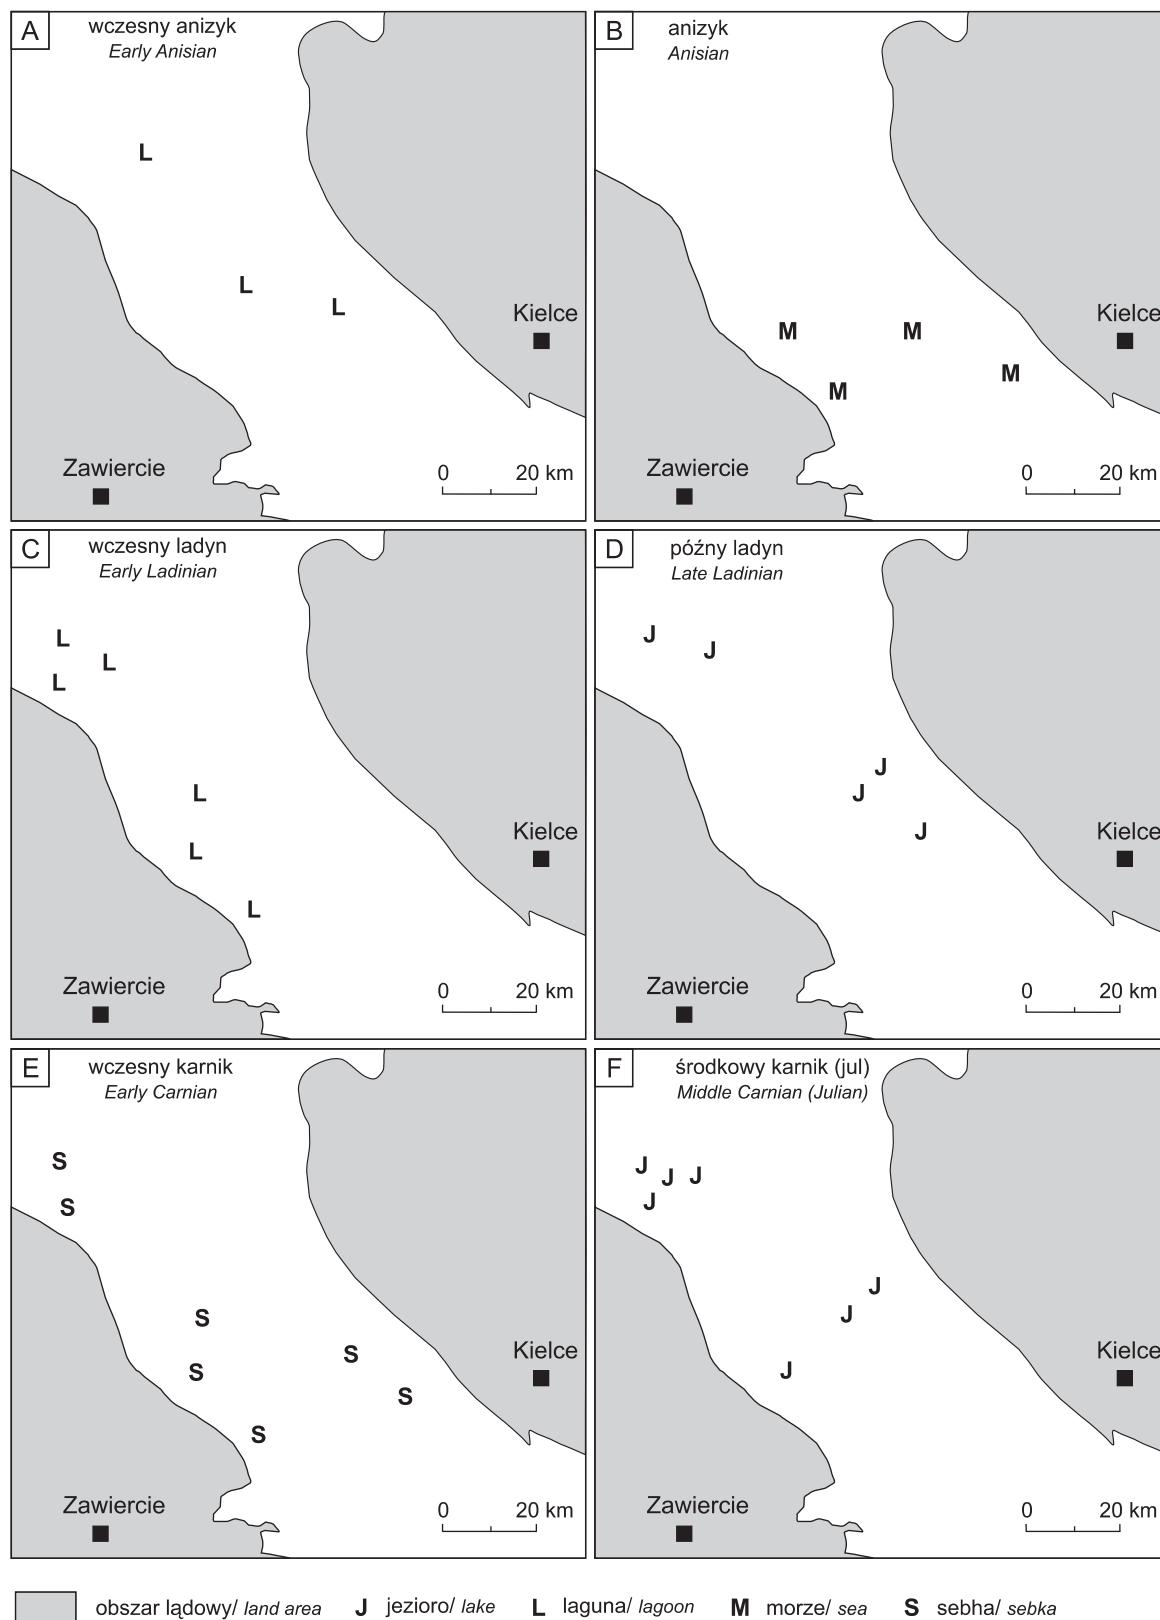 A
wczesny anizyk
Early Anisian
L
L
L
Kielce
Zawiercie
0 20 km
B
anizyk
Anisian
M
M
M
M
Kielce
Zawiercie
0 20 km
C
wczesny ladyn
Early Ladinian
L
L
L
L
L
L
Kielce
Zawiercie
0 20 km
D
późny ladyn
Late Ladinian
J
J
J
J
J
Kielce
Zawiercie
0 20 km
E
wczesny karnik
Early Carnian
S
S
S
S
S
S
S
Kielce
Zawiercie
0 20 km
F
środkowy karnik (jul)
Middle Carnian (Julian)
J
J
J
J
J
J
J
Kielce
Zawiercie
0 20 km
obszar lądowy/ land area J jezioro/ lake L laguna/ lagoon M morze/ sea S sebha/ sebka